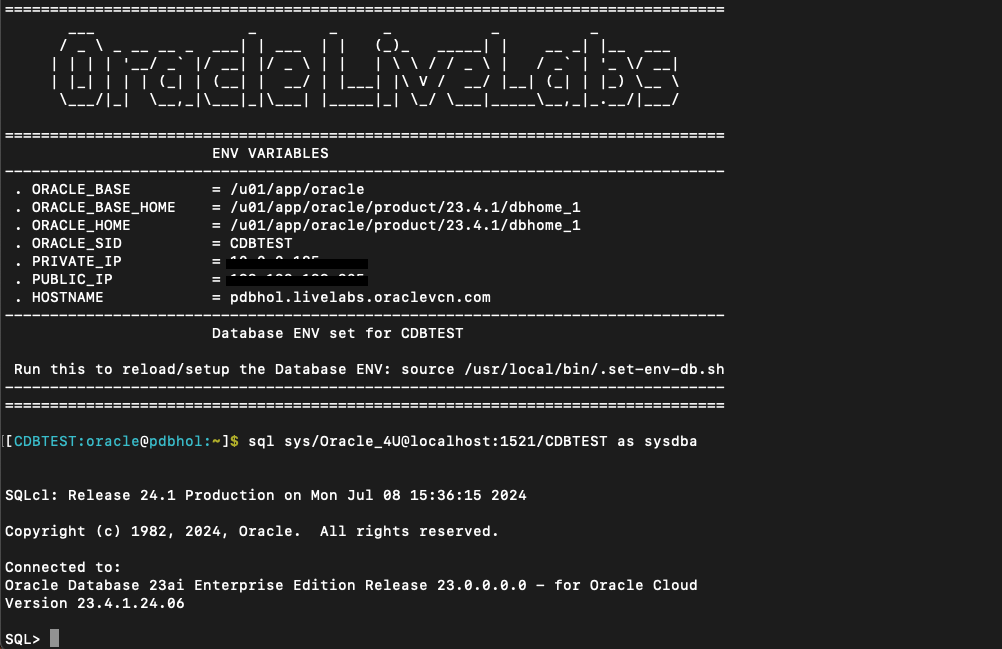 ================================================================================
Oracle LiveLabs
================================================================================
ENV VARIABLES
--------------------------------------------------------------------------------
. ORACLE_BASE = /u01/app/oracle
. ORACLE_BASE_HOME = /u01/app/oracle/product/23.4.1/dbhome_1
. ORACLE_HOME = /u01/app/oracle/product/23.4.1/dbhome_1
. ORACLE_SID = CDBTEST
. PRIVATE_IP =
. PUBLIC_IP =
. HOSTNAME = pdbhol.livelabs.oraclevcn.com
--------------------------------------------------------------------------------
Database ENV set for CDBTEST
Run this to reload/setup the Database ENV: source /usr/local/bin/.set-env-db.sh
--------------------------------------------------------------------------------
================================================================================
[[CDBTEST:oracle@pdbhol:~]$ sql sys/Oracle_4U@localhost:1521/CDBTEST as sysdba
SQLcl: Release 24.1 Production on Mon Jul 08 15:36:15 2024
Copyright (c) 1982, 2024, Oracle.  All rights reserved.
Connected to:
Oracle Database 23ai Enterprise Edition Release 23.0.0.0.0 – for Oracle Cloud
Version 23.4.1.24.06
SQL>